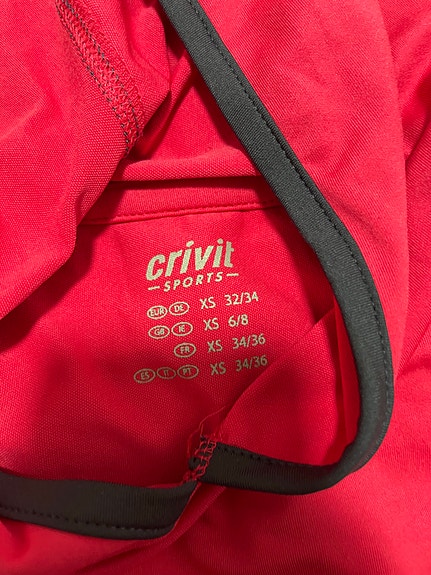 crivit
SPORTS
EUR DE XS 32/34
GB IE XS 6/8
FR XS 34/36
ES IT PT XS 34/36